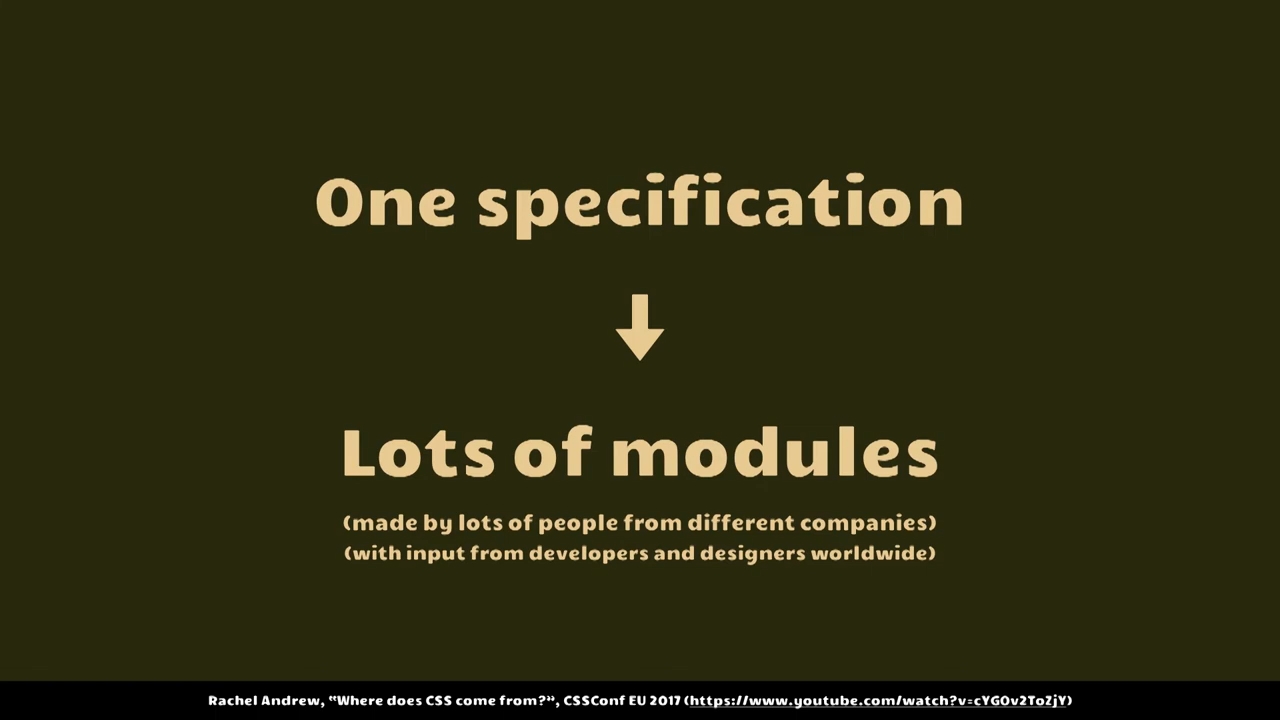 One specification
Lots of modules
(made by lots of people from different companies)
(with input from developers and designers worldwide)
Rachel Andrew, “Where does CSS come from?”, CSSConf EU 2017 (https://www.youtube.com/watch?v=cYGOv2ToZjY)